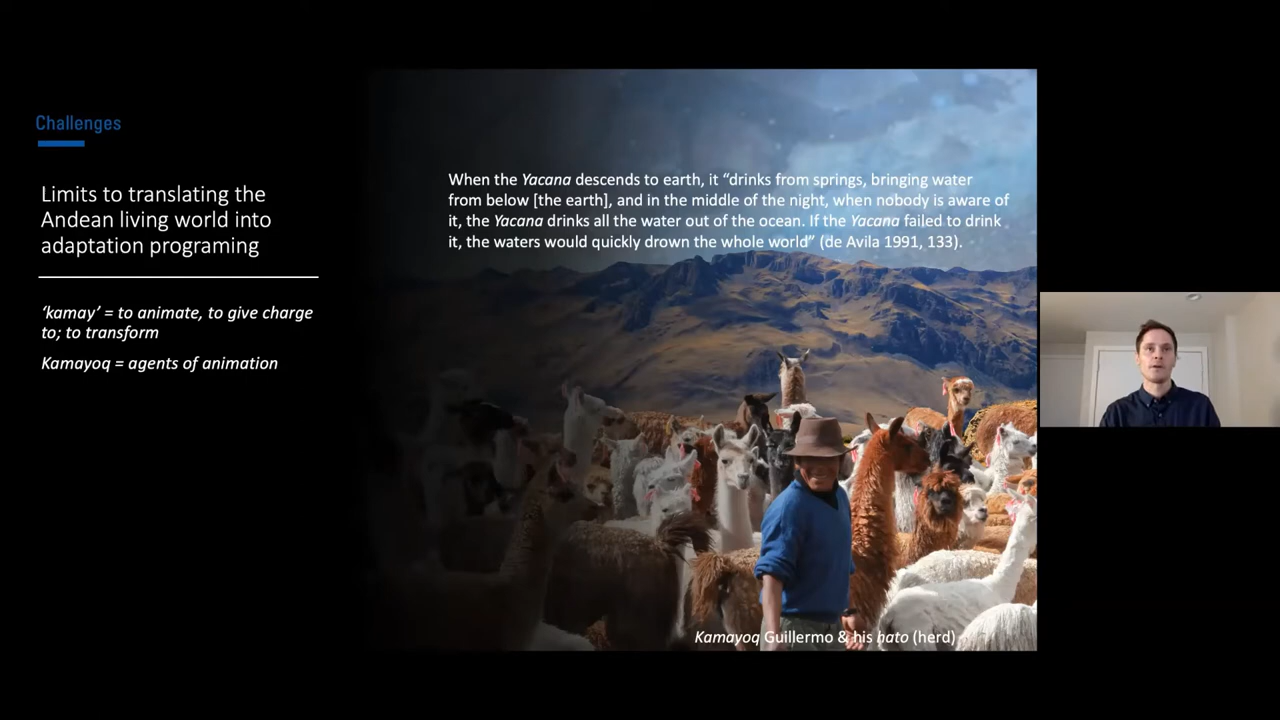 Challenges
Limits to translating the
Andean living world into
adaptation programing
‘kamay’ = to animate, to give charge
to; to transform
Kamayoq = agents of animation
When the Yacana descends to earth, it “drinks from springs, bringing water
from below [the earth], and in the middle of the night, when nobody is aware of
it, the Yacana drinks all the water out of the ocean. If the Yacana failed to drink
it, the waters would quickly drown the whole world” (de Avila 1991, 133).
Kamayoq Guillermo & his hato (herd)